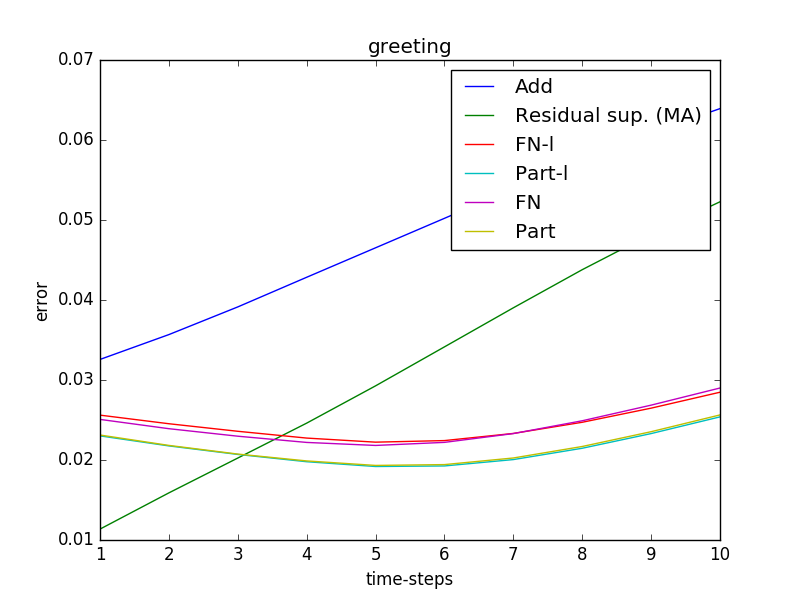 greeting
0.07
0.06
0.05
0.04
0.03
0.02
0.01
error
Add
Residual sup. (MA)
FN-l
Part-l
FN
Part
1 2 3 4 5 6 7 8 9 10
time-steps